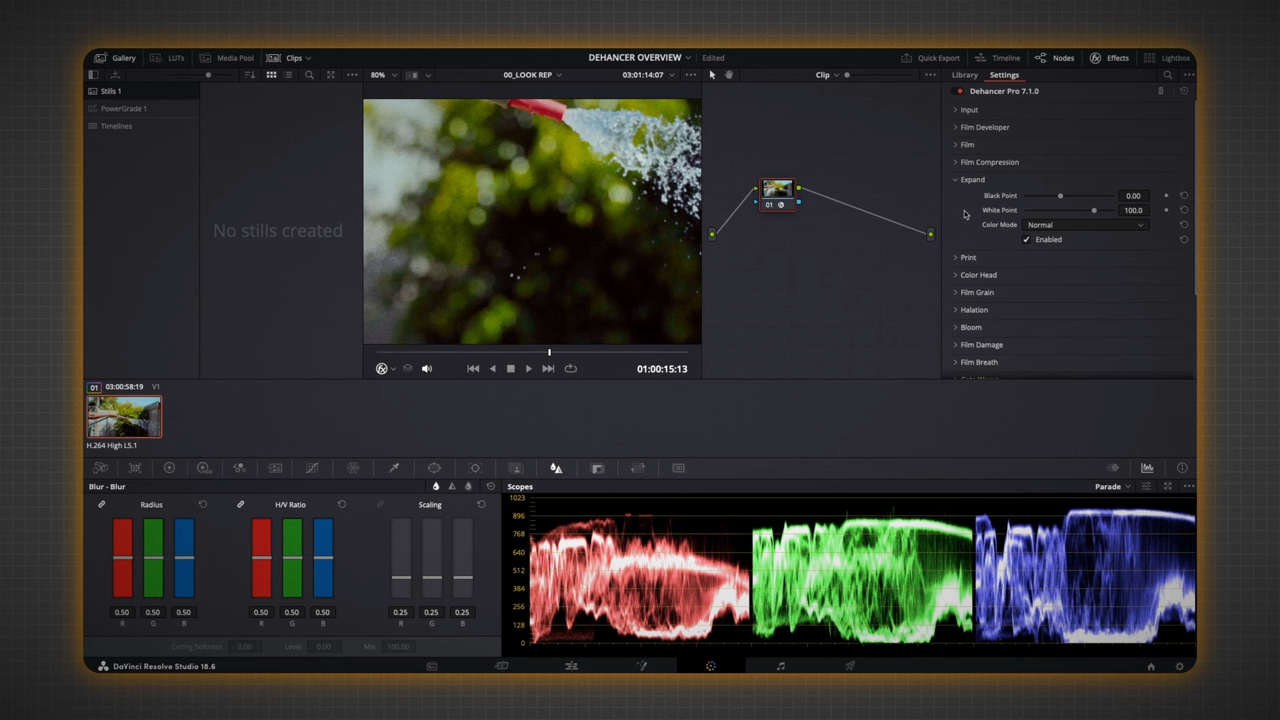 Gallery LUTs Media Pool Clips DEHANCER OVERVIEW Edited Quick Export Timeline Nodes Effects Lightbox
80% 00_LOOK REP 03:01:14:07 Clip Library Settings
Stills 1
PowerGrade 1
Timelines
No stills created
01
Dehancer Pro 7.1.0
Input
Film Developer
Film
Film Compression
Expand
Black Point 0.00
White Point 100.0
Color Mode Normal
Enabled
Print
Color Head
Film Grain
Halation
Bloom
Film Damage
Film Breath
01:00:15:13
01 03:00:58:19 V1
H.264 High L5.1
Blur - Blur
Radius H/V Ratio Scaling
0.50 0.50 0.50 0.50 0.50 0.50 0.25 0.25 0.25
R G B R G B R G B
Coring Softness 0.00 Level 0.00 Mix 100.00
Scopes Parade
1023
896
768
640
512
384
256
128
0
DaVinci Resolve Studio 18.6